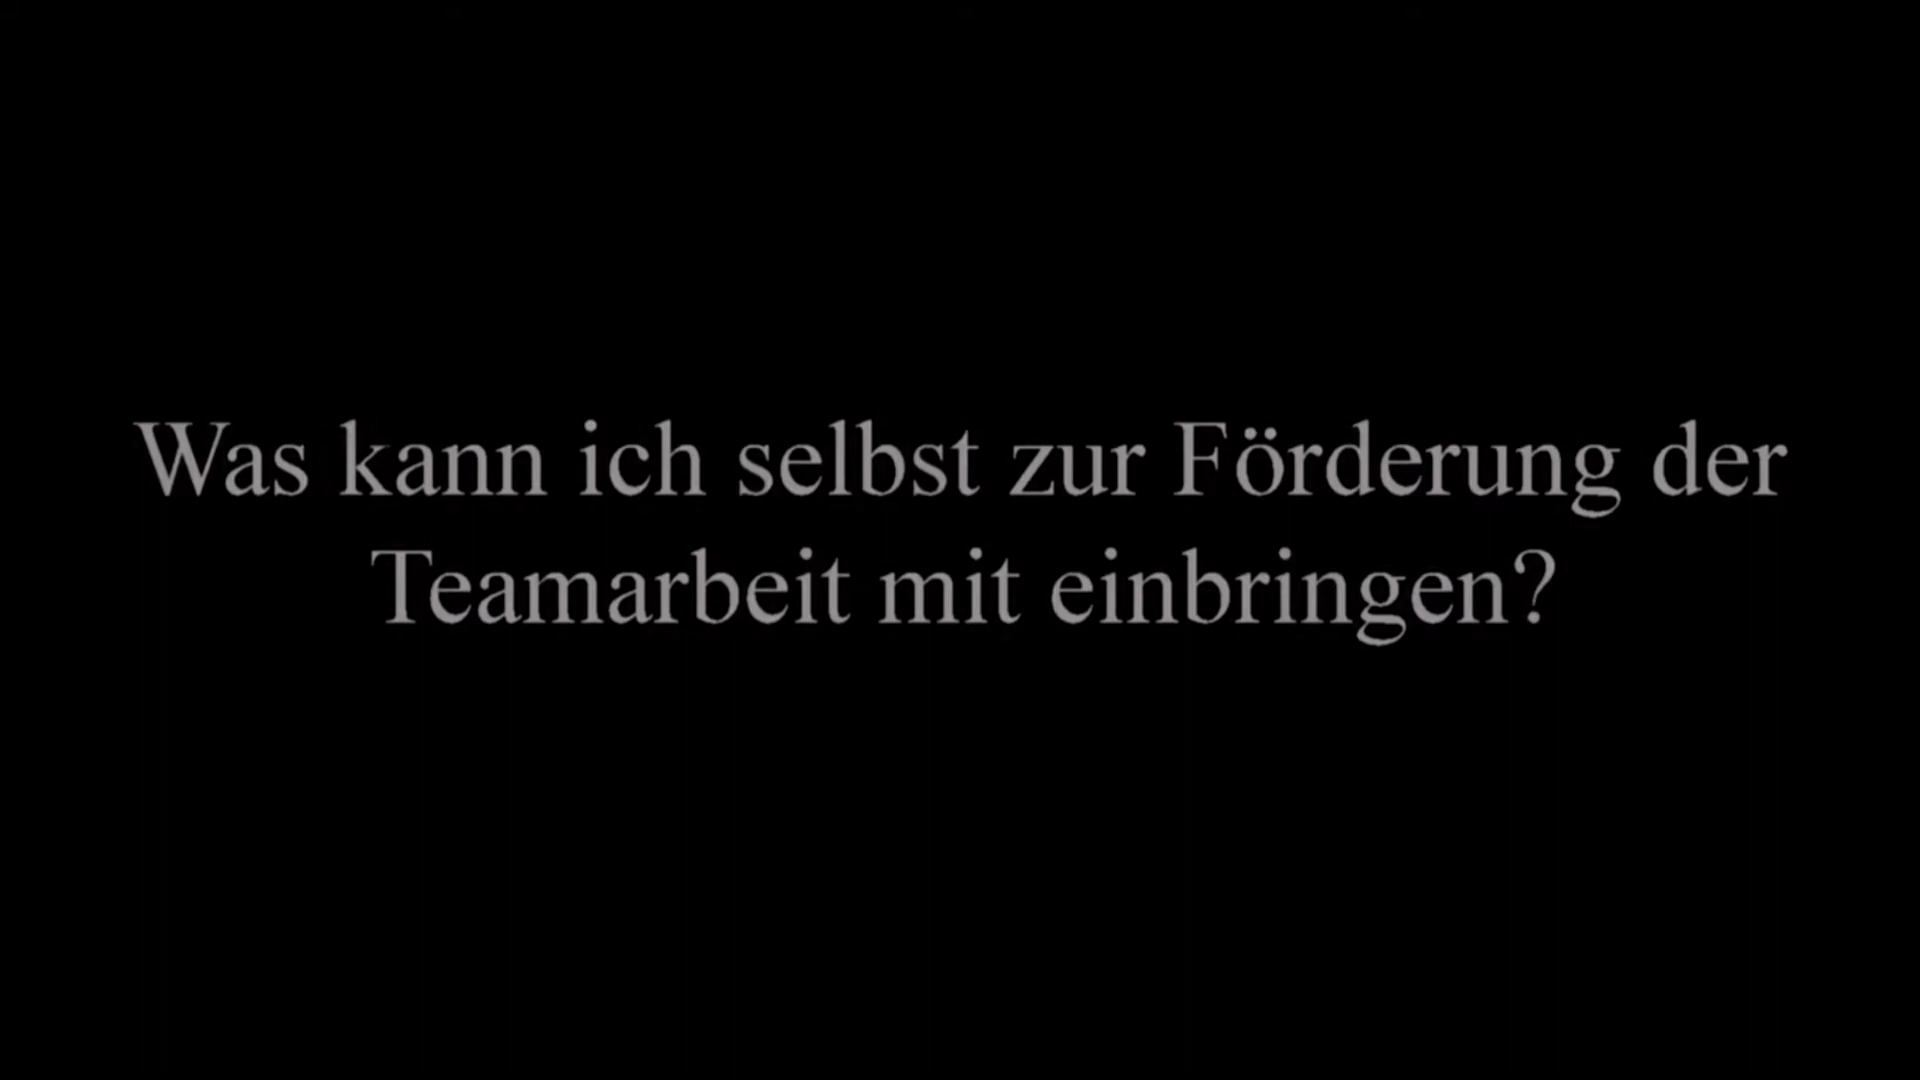 Was kann ich selbst zur Förderung der
Teamarbeit mit einbringen?